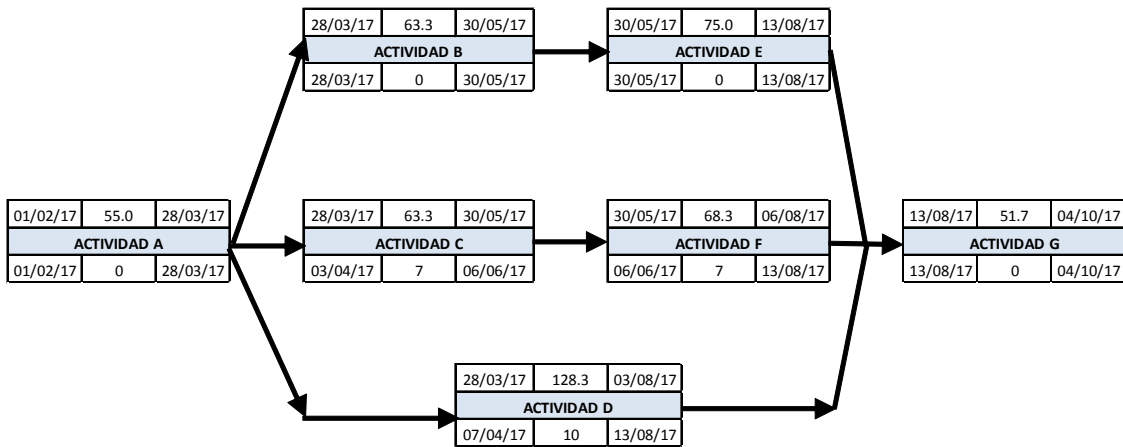 28/03/17 63.3 30/05/17
ACTIVIDAD B
28/03/17 0 30/05/17
30/05/17 75.0 13/08/17
ACTIVIDAD E
30/05/17 0 13/08/17
01/02/17 55.0 28/03/17
ACTIVIDAD A
01/02/17 0 28/03/17
28/03/17 63.3 30/05/17
ACTIVIDAD C
03/04/17 7 06/06/17
30/05/17 68.3 06/08/17
ACTIVIDAD F
06/06/17 7 13/08/17
13/08/17 51.7 04/10/17
ACTIVIDAD G
13/08/17 0 04/10/17
28/03/17 128.3 03/08/17
ACTIVIDAD D
07/04/17 10 13/08/17